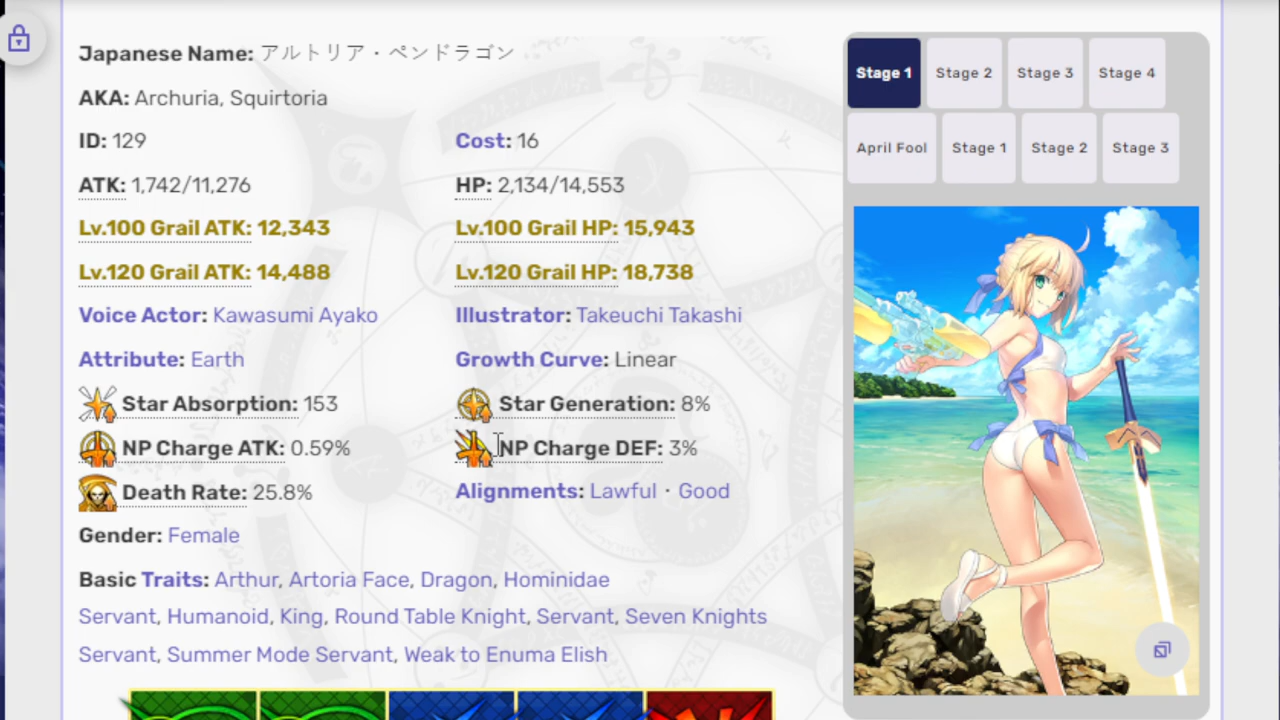 Japanese Name: アルトリア・ペンドラゴン
AKA: Archuria, Squirtoria
ID: 129
Cost: 16
ATK: 1,742/11,276
HP: 2,134/14,553
Lv.100 Grail ATK: 12,343
Lv.100 Grail HP: 15,943
Lv.120 Grail ATK: 14,488
Lv.120 Grail HP: 18,738
Voice Actor: Kawasumi Ayako
Illustrator: Takeuchi Takashi
Attribute: Earth
Growth Curve: Linear
Star Absorption: 153
Star Generation: 8%
NP Charge ATK: 0.59%
NP Charge DEF: 3%
Death Rate: 25.8%
Alignments: Lawful · Good
Gender: Female
Basic Traits: Arthur, Artoria Face, Dragon, Hominidae
Servant, Humanoid, King, Round Table Knight, Servant, Seven Knights
Servant, Summer Mode Servant, Weak to Enuma Elish
Stage 1 Stage 2 Stage 3 Stage 4
April Fool Stage 1 Stage 2 Stage 3